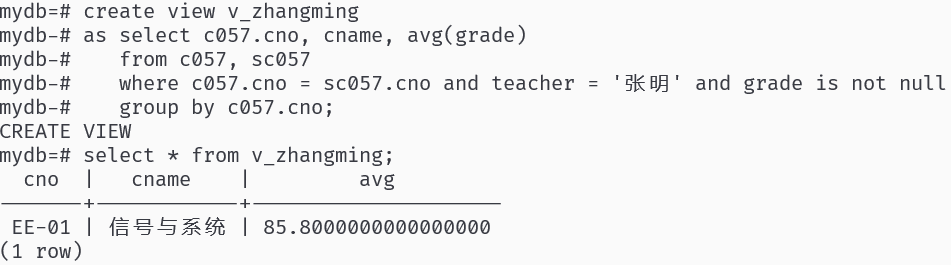 mydb=# create view v_zhangming
mydb-# as select c057.cno, cname, avg(grade)
mydb-#    from c057, sc057
mydb-#    where c057.cno = sc057.cno and teacher = '张明' and grade is not null
mydb-#    group by c057.cno;
CREATE VIEW
mydb=# select * from v_zhangming;
  cno  |   cname    |         avg
-------+------------+---------------------
 EE-01 | 信号与系统 | 85.8000000000000000
(1 row)